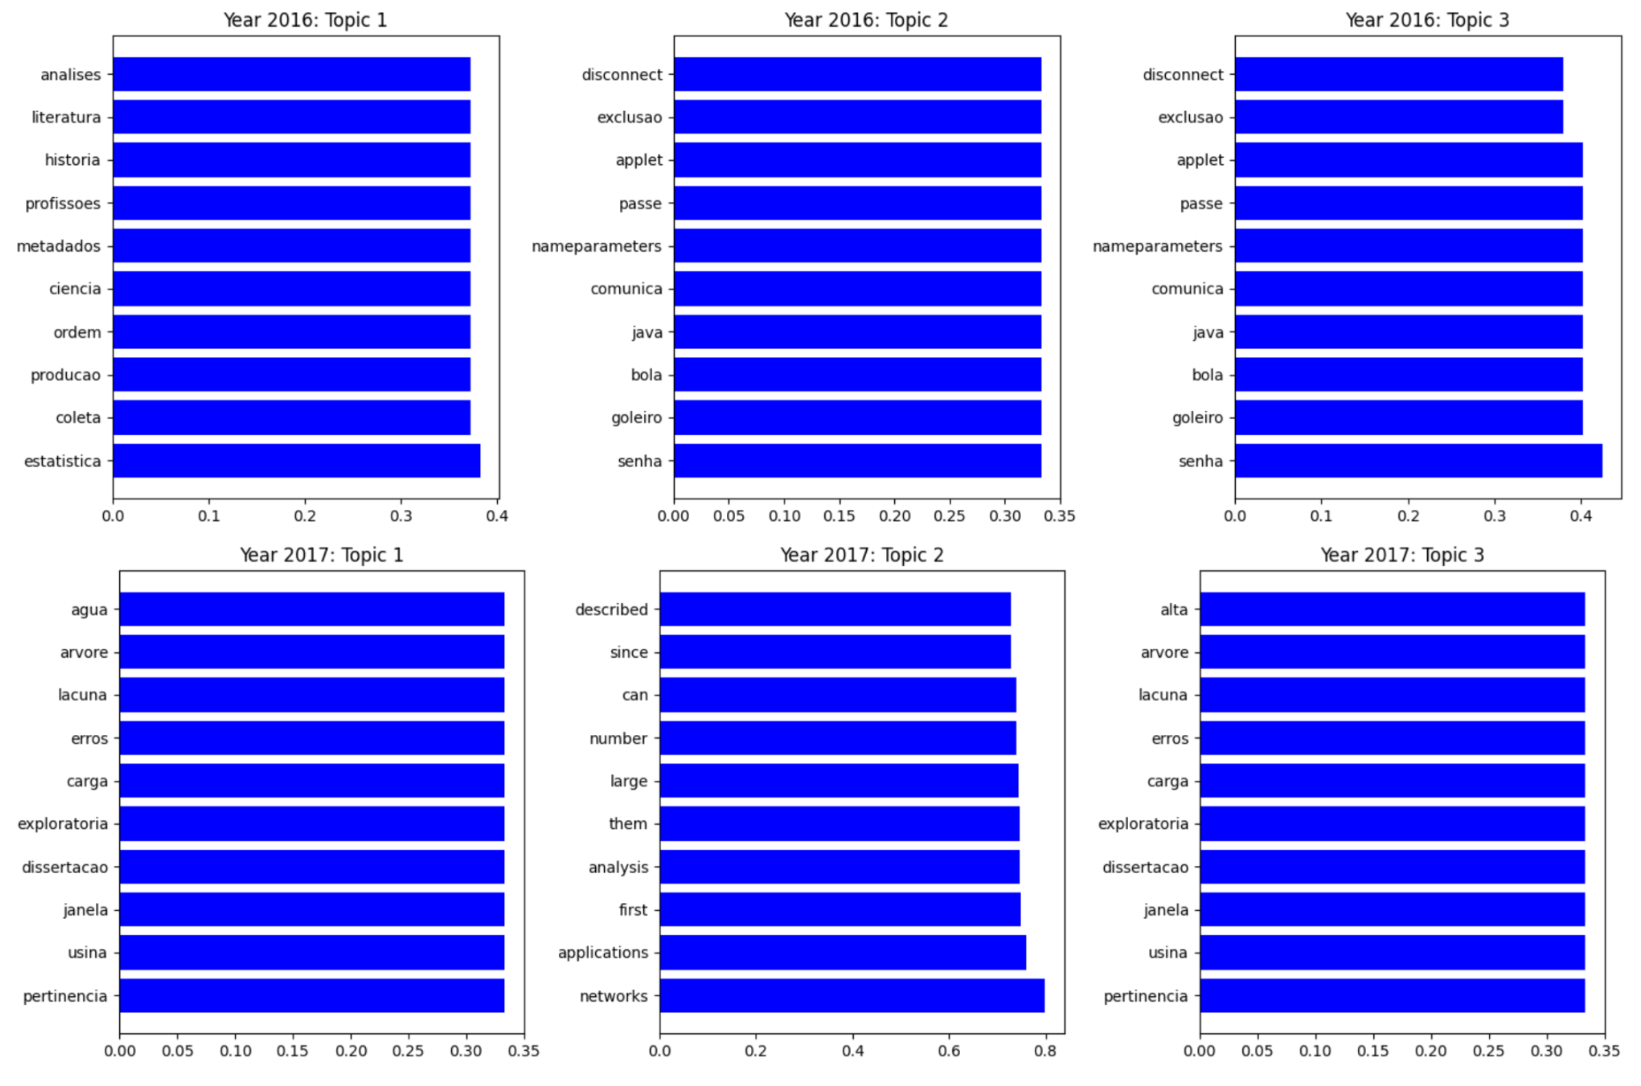 Year 2016: Topic 1
analises
literatura
historia
profissoes
metadados
ciencia
ordem
producao
coleta
estatistica
0.0 0.1 0.2 0.3 0.4
Year 2016: Topic 2
disconnect
exclusao
applet
passe
nameparameters
comunica
java
bola
goleiro
senha
0.00 0.05 0.10 0.15 0.20 0.25 0.30 0.35
Year 2016: Topic 3
disconnect
exclusao
applet
passe
nameparameters
comunica
java
bola
goleiro
senha
0.0 0.1 0.2 0.3 0.4
Year 2017: Topic 1
agua
arvore
lacuna
erros
carga
exploratoria
dissertacao
janela
usina
pertinencia
0.00 0.05 0.10 0.15 0.20 0.25 0.30 0.35
Year 2017: Topic 2
described
since
can
number
large
them
analysis
first
applications
networks
0.0 0.2 0.4 0.6 0.8
Year 2017: Topic 3
alta
arvore
lacuna
erros
carga
exploratoria
dissertacao
janela
usina
pertinencia
0.00 0.05 0.10 0.15 0.20 0.25 0.30 0.35